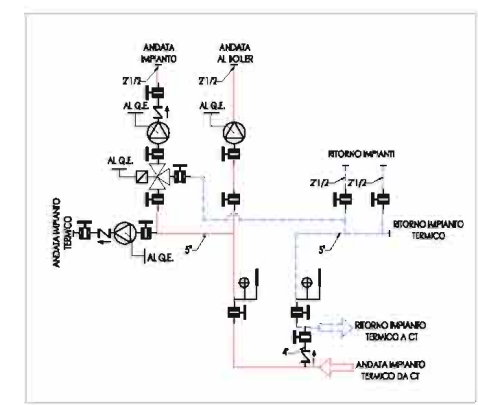 ANDATA
IMPIANTO
ANDATA
AL BOILER
2"1/2
2"1/2
AL Q.E.
AL Q.E.
AL Q.E.
RITORNO IMPIANTI
2"1/2
2"1/2
ANDATA IMPIANTO
TERMICO
AL Q.E.
5"
5"
RITORNO IMPIANTO
TERMICO
RITORNO IMPIANTO
TERMICO A CT
4"
ANDATA IMPIANTO
TERMICO DA CT